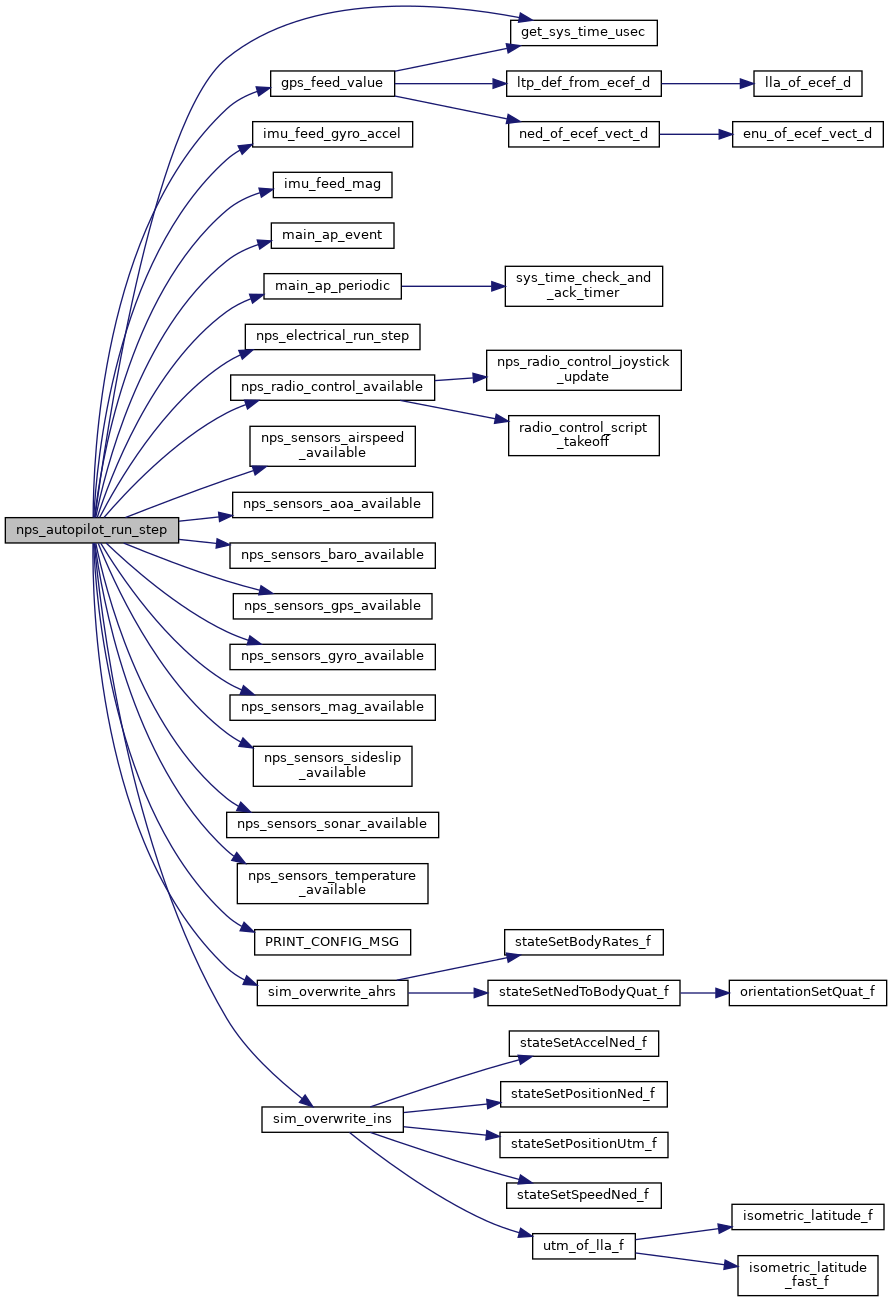 get_sys_time_usec
gps_feed_value
ltp_def_from_ecef_d
lla_of_ecef_d
imu_feed_gyro_accel
ned_of_ecef_vect_d
enu_of_ecef_vect_d
imu_feed_mag
main_ap_event
main_ap_periodic
sys_time_check_and
_ack_timer
nps_electrical_run_step
nps_radio_control_joystick
_update
nps_radio_control_available
radio_control_script
_takeoff
nps_sensors_airspeed
_available
nps_sensors_aoa_available
nps_autopilot_run_step
nps_sensors_baro_available
nps_sensors_gps_available
nps_sensors_gyro_available
nps_sensors_mag_available
nps_sensors_sideslip
_available
nps_sensors_sonar_available
nps_sensors_temperature
_available
PRINT_CONFIG_MSG
stateSetBodyRates_f
sim_overwrite_ahrs
stateSetNedToBodyQuat_f
orientationSetQuat_f
stateSetAccelNed_f
stateSetPositionNed_f
sim_overwrite_ins
stateSetPositionUtm_f
stateSetSpeedNed_f
isometric_latitude_f
utm_of_lla_f
isometric_latitude
_fast_f